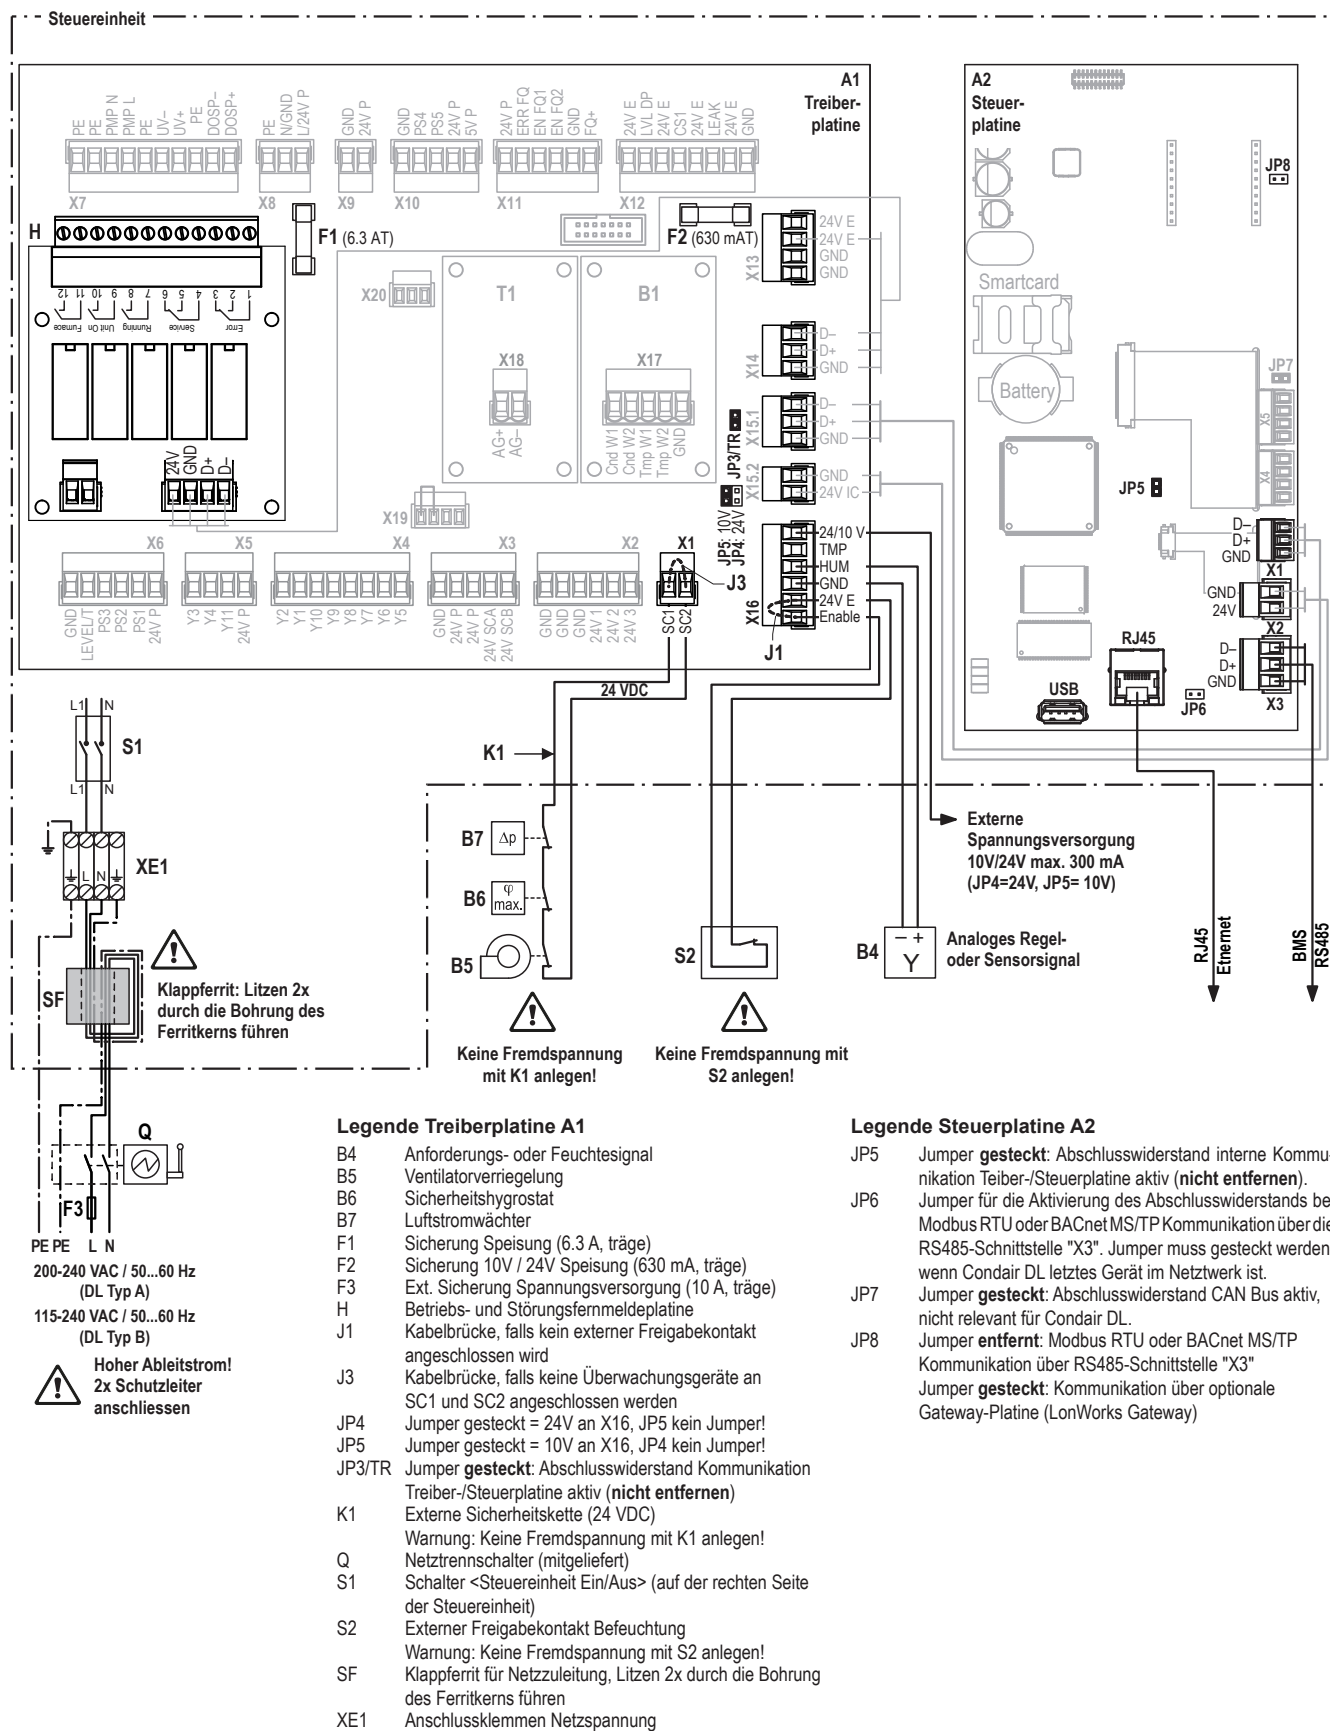 Steuereinheit
A1
Treiber-
platine
A2
Steuer-
platine
PE
PE
PMP N
PMP L
PE
UV–
UV+
PE
DOSP–
DOSP+
X7
PE
N/GND
L/24V P
X8
GND
24V P
X9
GND
PS4
PS5
24V P
5V P
X10
24V P
ERR FQ
EN FQ1
EN FQ2
GND
FQ+
X11
24V E
LVL DP
24V E
CS1
24V E
LEAK
24V E
GND
X12
H
F1 (6.3 AT)
F2 (630 mAT)
X13
24V E
24V E
GND
GND
12 11 10 9 8 7 6 5 4 3 2 1
Furnace
Unit On
Running
Service
Error
X20
T1
X18
AG+
AG–
B1
X17
Cnd W1
Cnd W2
Tmp W1
Tmp W2
GND
X14
D–
D+
GND
X15.1
D–
D+
GND
JP3/TR
X15.2
GND
24V IC
JP5: 10V
JP4: 24V
24V
GND
D+
D–
X19
X16
24/10 V
TMP
HUM
GND
24V E
Enable
J1
X6
GND
LEVEL/T
PS3
PS2
PS1
24V P
X5
Y3
Y4
Y11
24V P
X4
Y2
Y1
Y10
Y9
Y8
Y7
Y6
Y5
X3
GND
24V P
24V P
24V SCA
24V SCB
X2
GND
GND
GND
24V 1
24V 2
24V 3
X1
J3
SC1
SC2
24 VDC
JP8
Smartcard
Battery
JP7
X5
X4
JP5
D–
D+
GND
X1
GND
24V
X2
D–
D+
GND
X3
RJ45
USB
JP6
L1 N
S1
L1 N
XE1
L N
SF
Klappferrit: Litzen 2x
durch die Bohrung des
Ferritkerns führen
K1
B7
Δp
B6
φ
max.
B5
Keine Fremdspannung
mit K1 anlegen!
S2
Keine Fremdspannung mit
S2 anlegen!
B4
– +
Y
Analoges Regel-
oder Sensorsignal
Externe
Spannungsversorgung
10V/24V max. 300 mA
(JP4=24V, JP5= 10V)
RJ45
Etnernet
BMS
RS485
Q
F3
PE PE L N
200-240 VAC / 50...60 Hz
(DL Typ A)
115-240 VAC / 50...60 Hz
(DL Typ B)
Hoher Ableitstrom!
2x Schutzleiter
anschliessen
Legende Treiberplatine A1
B4 Anforderungs- oder Feuchtesignal
B5 Ventilatorverriegelung
B6 Sicherheitshygrostat
B7 Luftstromwächter
F1 Sicherung Speisung (6.3 A, träge)
F2 Sicherung 10V / 24V Speisung (630 mA, träge)
F3 Ext. Sicherung Spannungsversorgung (10 A, träge)
H Betriebs- und Störungsfernmeldeplatine
J1 Kabelbrücke, falls kein externer Freigabekontakt
angeschlossen wird
J3 Kabelbrücke, falls keine Überwachungsgeräte an
SC1 und SC2 angeschlossen werden
JP4 Jumper gesteckt = 24V an X16, JP5 kein Jumper!
JP5 Jumper gesteckt = 10V an X16, JP4 kein Jumper!
JP3/TR Jumper gesteckt: Abschlusswiderstand Kommunikation
Treiber-/Steuerplatine aktiv (nicht entfernen)
K1 Externe Sicherheitskette (24 VDC)
Warnung: Keine Fremdspannung mit K1 anlegen!
Q Netztrennschalter (mitgeliefert)
S1 Schalter <Steuereinheit Ein/Aus> (auf der rechten Seite
der Steuereinheit)
S2 Externer Freigabekontakt Befeuchtung
Warnung: Keine Fremdspannung mit S2 anlegen!
SF Klappferrit für Netzzuleitung, Litzen 2x durch die Bohrung
des Ferritkerns führen
XE1 Anschlussklemmen Netzspannung
Legende Steuerplatine A2
JP5 Jumper gesteckt: Abschlusswiderstand interne Kommu-
nikation Teiber-/Steuerplatine aktiv (nicht entfernen).
JP6 Jumper für die Aktivierung des Abschlusswiderstands be
Modbus RTU oder BACnet MS/TP Kommunikation über die
RS485-Schnittstelle "X3". Jumper muss gesteckt werden
wenn Condair DL letztes Gerät im Netztwerk ist.
JP7 Jumper gesteckt: Abschlusswiderstand CAN Bus aktiv,
nicht relevant für Condair DL.
JP8 Jumper entfernt: Modbus RTU oder BACnet MS/TP
Kommunikation über RS485-Schnittstelle "X3"
Jumper gesteckt: Kommunikation über optionale
Gateway-Platine (LonWorks Gateway)